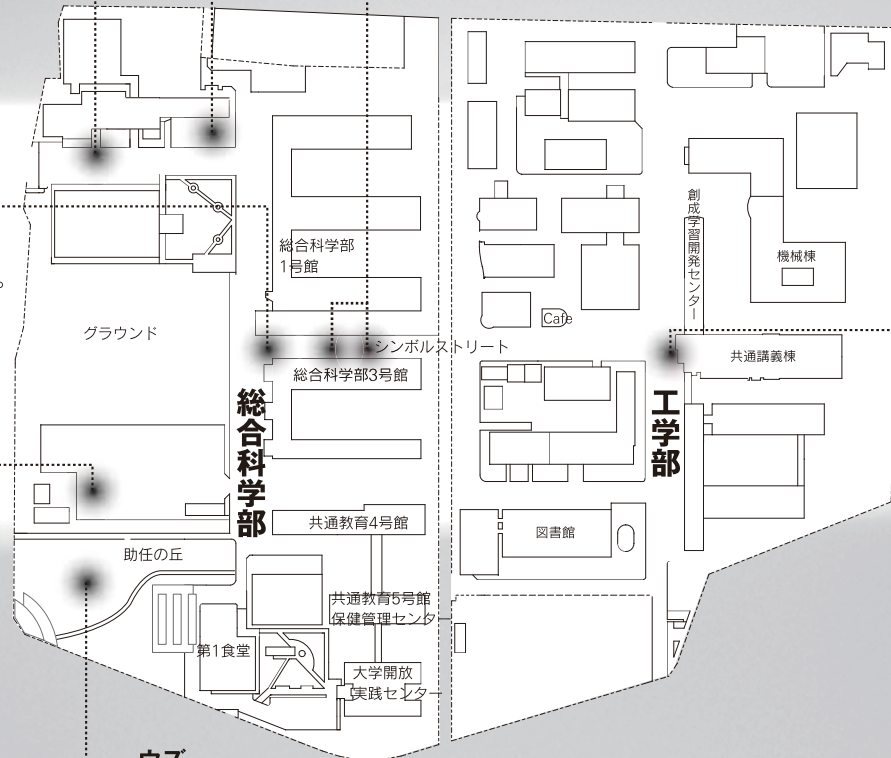 総合科学部
1号館
創成学習開発センター
機械棟
。
Cafe
グラウンド
シンボルストリート
総合科学部3号館
共通講義棟
総合科学部
工学部
共通教育4号館
図書館
助任の丘
共通教育5号館
保健管理センター
第1食堂
大学開放
実践センター
ウズ